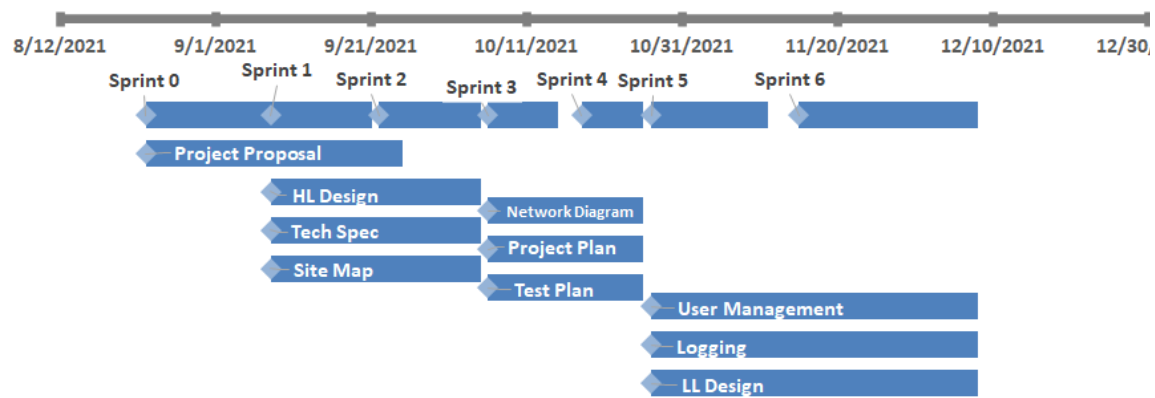 8/12/2021 9/1/2021 9/21/2021 10/11/2021 10/31/2021 11/20/2021 12/10/2021 12/30/
Sprint 0 Sprint 1 Sprint 2 Sprint 3 Sprint 4 Sprint 5 Sprint 6
Project Proposal
HL Design
Network Diagram
Tech Spec
Project Plan
Site Map
Test Plan
User Management
Logging
LL Design